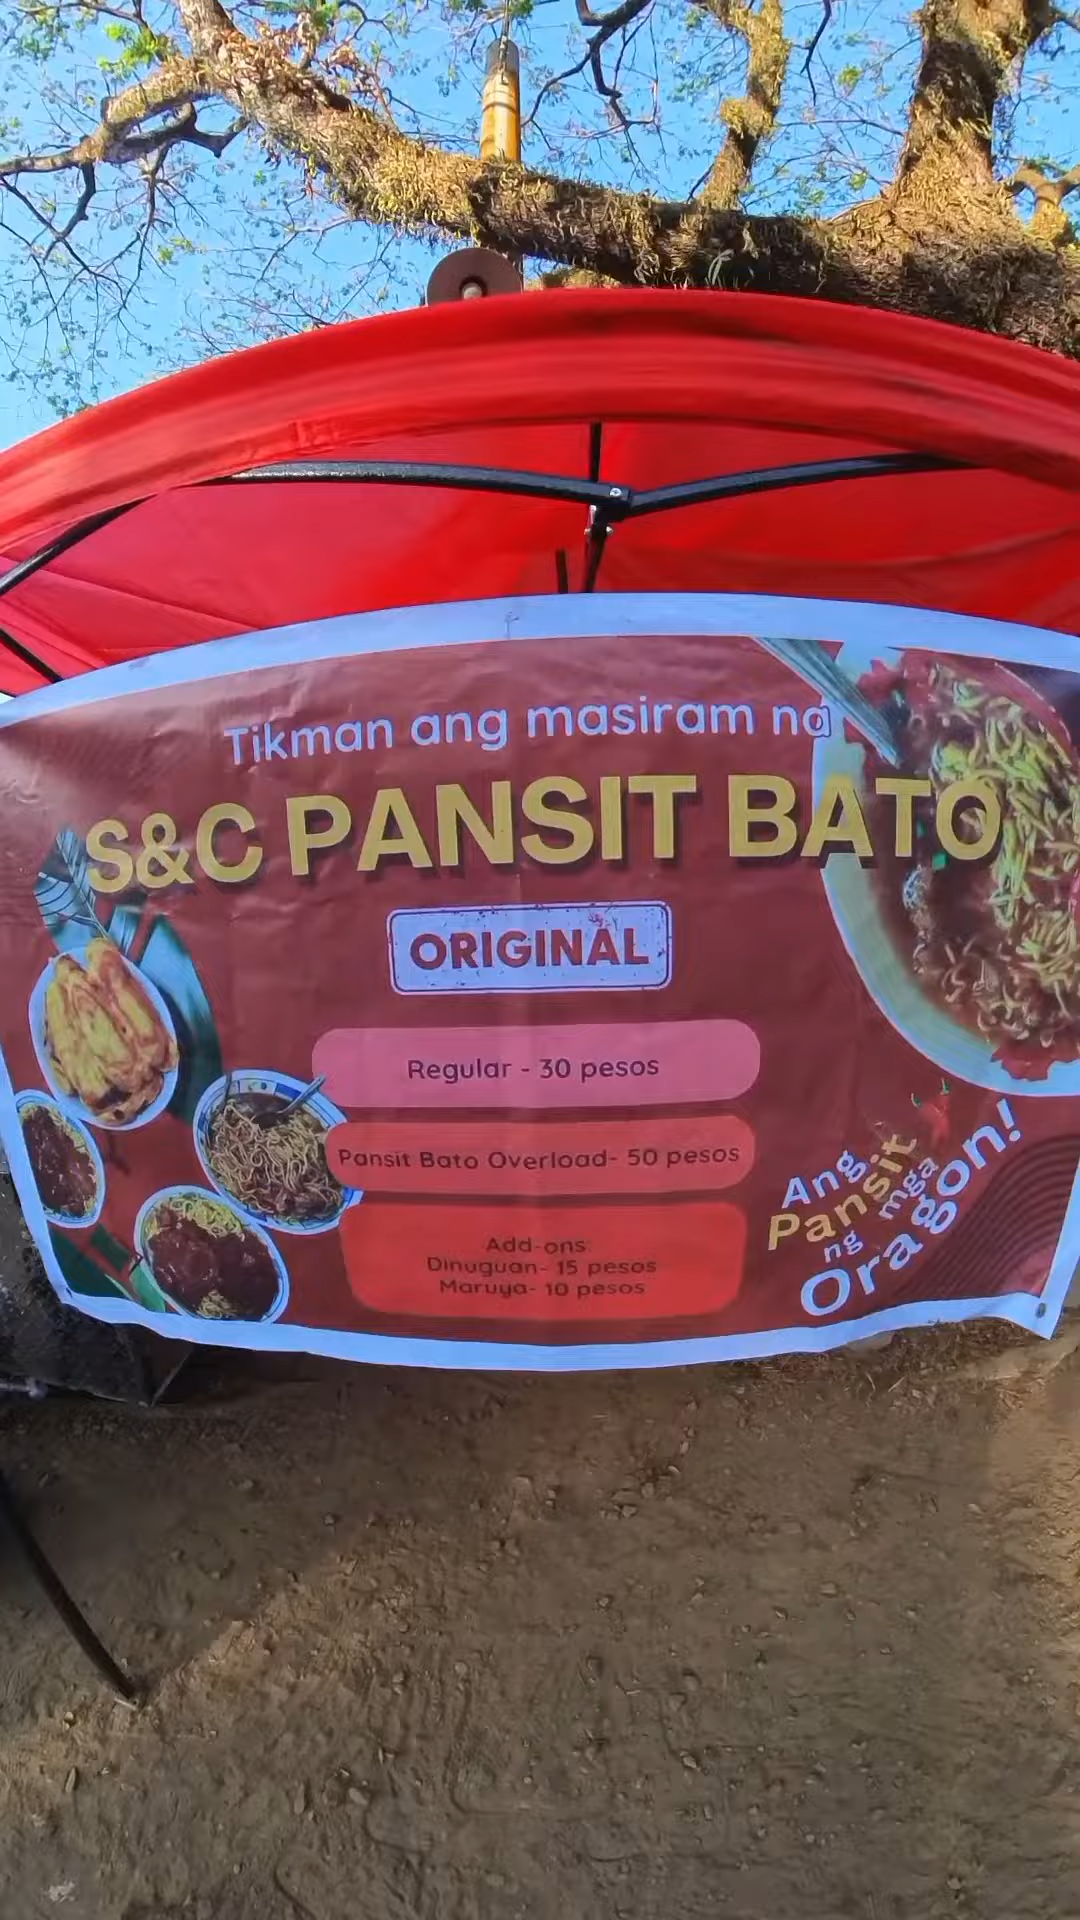 Tikman ang masiram na
S&C PANSIT BATO
ORIGINAL
Regular - 30 pesos
Pansit Bato Overload- 50 pesos
Add-ons:
Dinuguan- 15 pesos
Maruya- 10 pesos
Ang
Pansit
ng mga
Oragon!